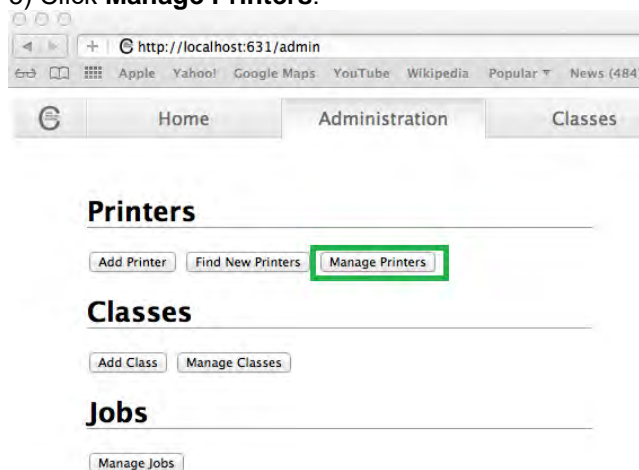 Click Manage Printers.
http://localhost:631/admin
Apple Yahoo! Google Maps YouTube Wikipedia Popular ▾ News (484)
Home Administration Classes
Printers
Add Printer Find New Printers Manage Printers
Classes
Add Class Manage Classes
Jobs
Manage Jobs